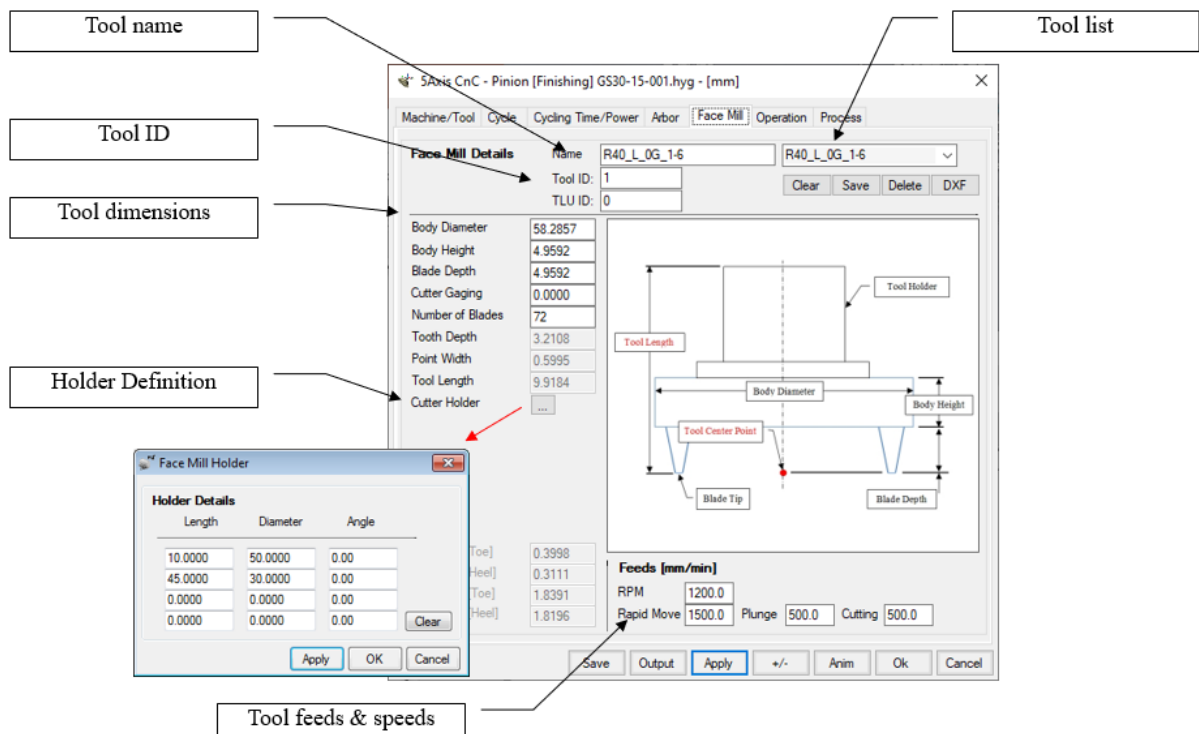 Tool name
Tool list
5Axis CnC - Pinion [Finishing] GS30-15-001.hyg - [mm]
Machine/Tool Cycle Cycling Time/Power Arbor Face Mill Operation Process
Tool ID
Face Mill Details Name R40_L_0G_1-6 R40_L_0G_1-6
Tool ID: 1
Clear Save Delete DXF
TLU ID: 0
Tool dimensions
Body Diameter 58.2857
Body Height 4.9592
Blade Depth 4.9592
Cutter Gaging 0.0000
Number of Blades 72
Tooth Depth 3.2108
Point Width 0.5995
Tool Length 9.9184
Cutter Holder ...
Tool Holder
Tool Length
Body Diameter
Body Height
Tool Center Point
Blade Tip
Blade Depth
Holder Definition
Face Mill Holder
Holder Details
Length Diameter Angle
10.0000 50.0000 0.00
45.0000 30.0000 0.00
0.0000 0.0000 0.00
0.0000 0.0000 0.00 Clear
Apply OK Cancel
Toe] 0.3998
Heel] 0.3111
[Toe] 1.8391
[Heel] 1.8196
Feeds [mm/min]
RPM 1200.0
Rapid Move 1500.0 Plunge 500.0 Cutting 500.0
Save Output Apply +/- Anim Ok Cancel
Tool feeds & speeds